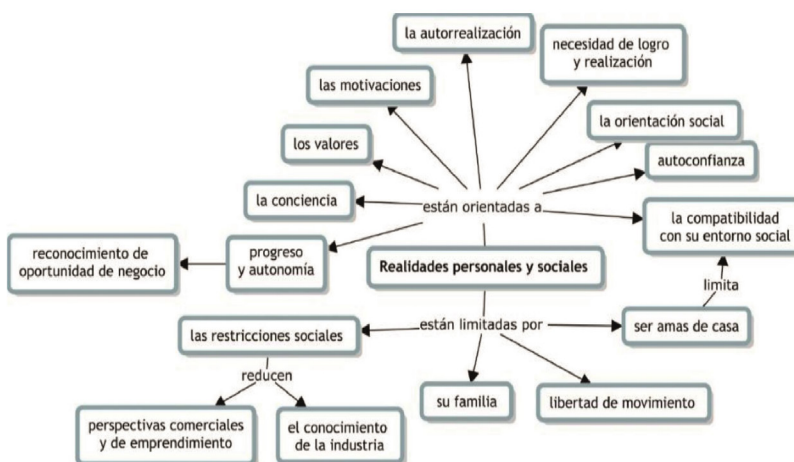 la autorrealización
necesidad de logro
y realización
las motivaciones
la orientación social
los valores
autoconfianza
la conciencia
están orientadas a
la compatibilidad
con su entorno social
reconocimiento de
oportunidad de negocio
progreso
y autonomía
Realidades personales y sociales
limita
las restricciones sociales
están limitadas por
ser amas de casa
reducen
su familia
libertad de movimiento
perspectivas comerciales
y de emprendimiento
el conocimiento
de la industria